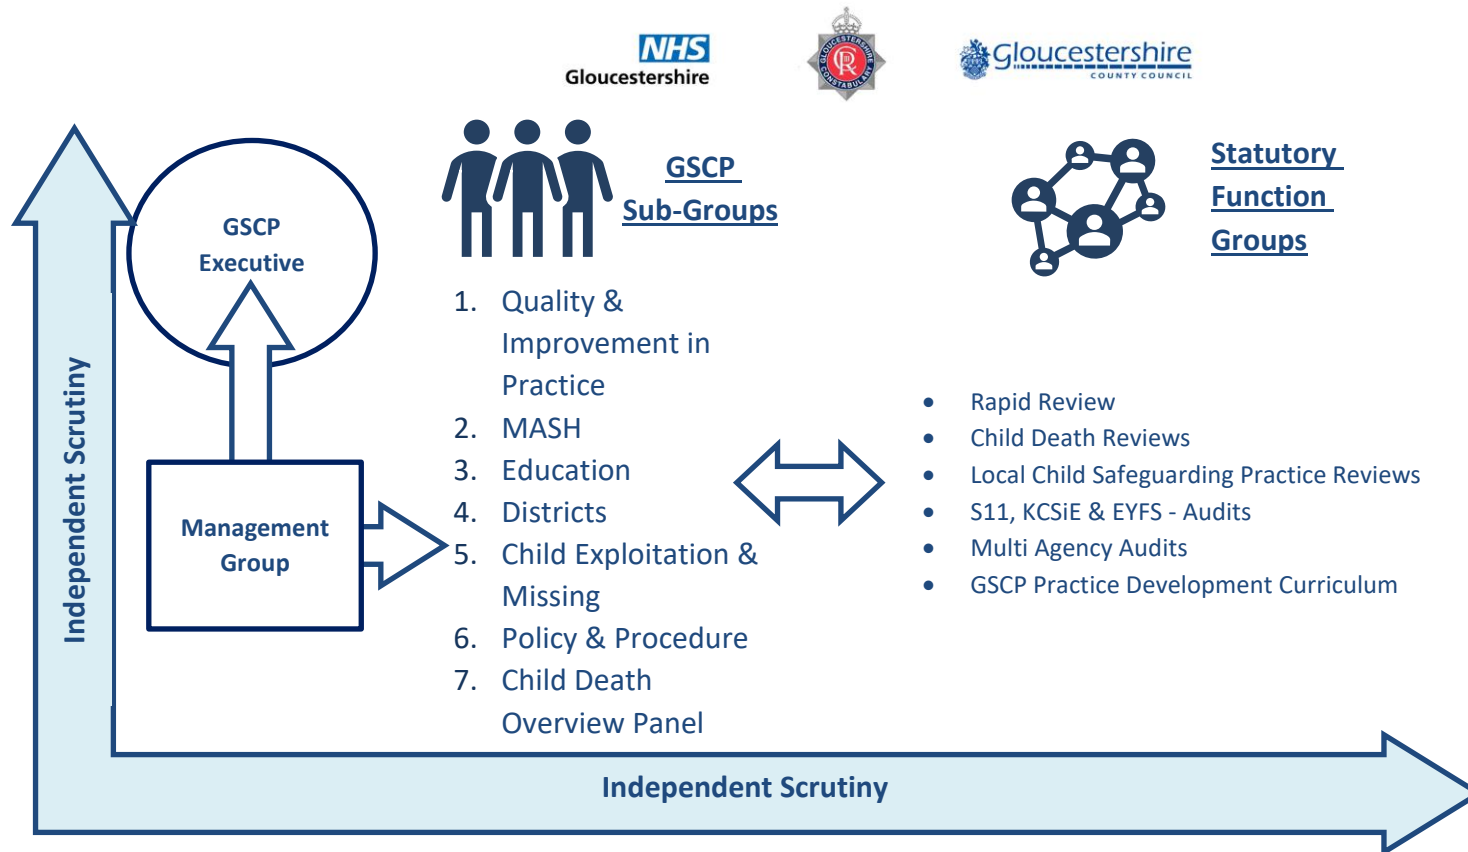 NHS
Gloucestershire
GLOUCESTERSHIRE
CONSTABULARY
Gloucestershire
COUNTY COUNCIL
GSCP
Executive
Management
Group
Independent Scrutiny
GSCP
Sub-Groups
1. Quality &
Improvement in
Practice
2. MASH
3. Education
4. Districts
5. Child Exploitation &
Missing
6. Policy & Procedure
7. Child Death
Overview Panel
Statutory
Function
Groups
• Rapid Review
• Child Death Reviews
• Local Child Safeguarding Practice Reviews
• S11, KCSiE & EYFS - Audits
• Multi Agency Audits
• GSCP Practice Development Curriculum
Independent Scrutiny